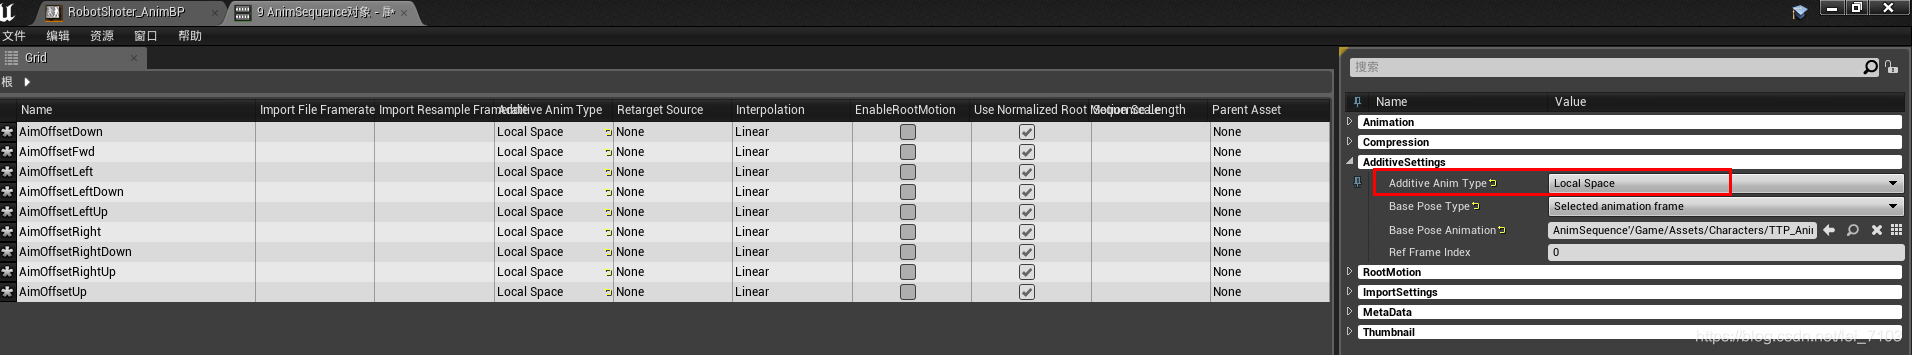 RobotShoter_AnimBP
9 AnimSequence对象 -
文件 编辑 资源 窗口 帮助
Grid
根
Name Import File Framerate Import Resample Framerate Additive Anim Type Retarget Source Interpolation EnableRootMotion Use Normalized Root Motion Scale Sequence Length Parent Asset
AimOffsetDown Local Space None Linear None
AimOffsetFwd Local Space None Linear None
AimOffsetLeft Local Space None Linear None
AimOffsetLeftDown Local Space None Linear None
AimOffsetLeftUp Local Space None Linear None
AimOffsetRight Local Space None Linear None
AimOffsetRightDown Local Space None Linear None
AimOffsetRightUp Local Space None Linear None
AimOffsetUp Local Space None Linear None
搜索
Name Value
Animation
Compression
AdditiveSettings
Additive Anim Type Local Space
Base Pose Type Selected animation frame
Base Pose Animation AnimSequence'/Game/Assets/Characters/TTP_Ani
Ref Frame Index 0
RootMotion
ImportSettings
MetaData
Thumbnail